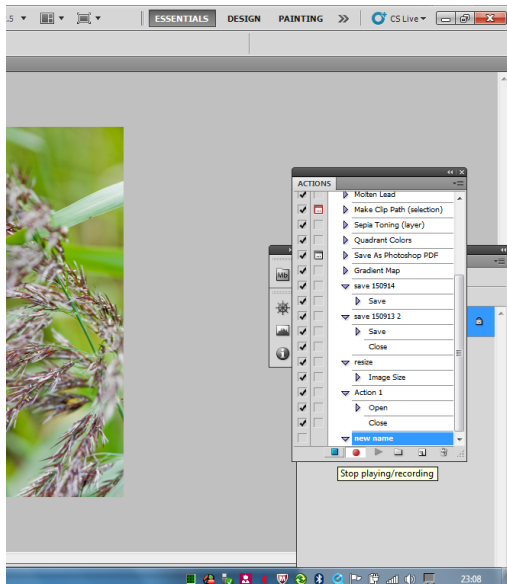 .5
ESSENTIALS DESIGN PAINTING >> CS Live
ACTIONS
Molten Lead
Make Clip Path (selection)
Sepia Toning (layer)
Quadrant Colors
Save As Photoshop PDF
Gradient Map
save 150914
Save
save 150913 2
Save
Close
resize
Image Size
Action 1
Open
Close
new name
Stop playing/recording
Mb
23:08